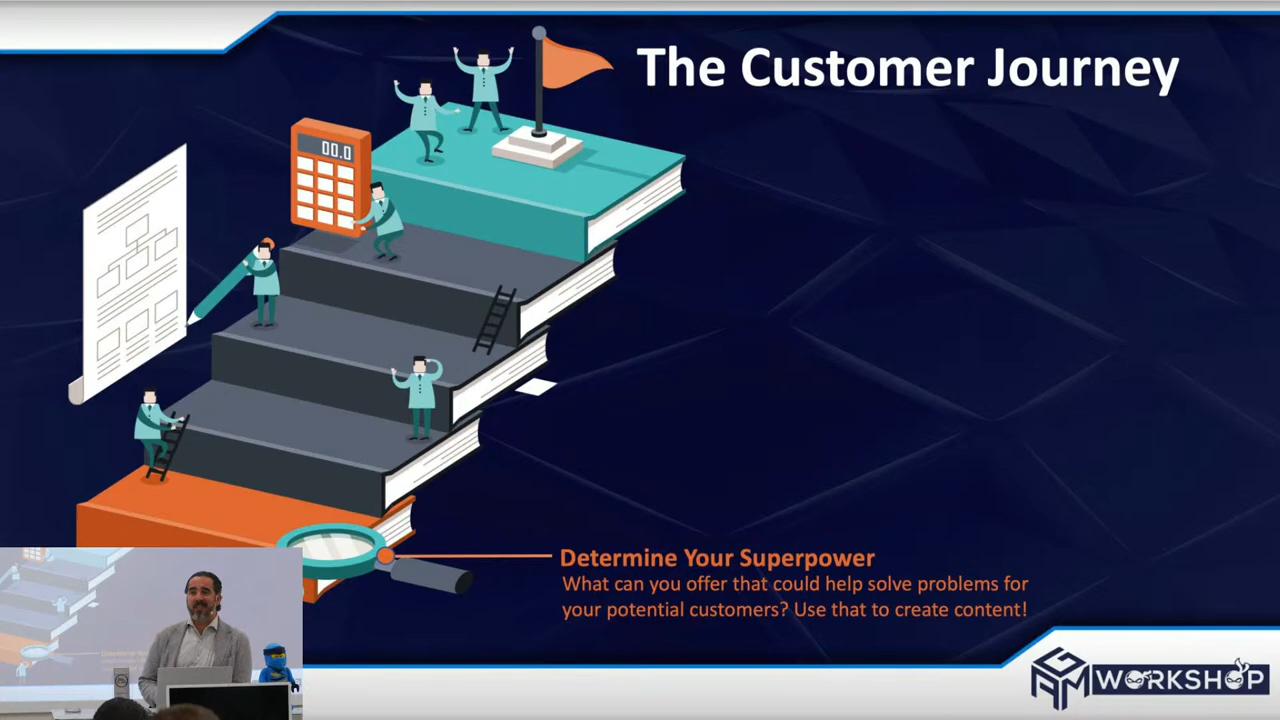 The Customer Journey
00.0
Determine Your Superpower
What can you offer that could help solve problems for
your potential customers? Use that to create content!
GAM WORKSHOP